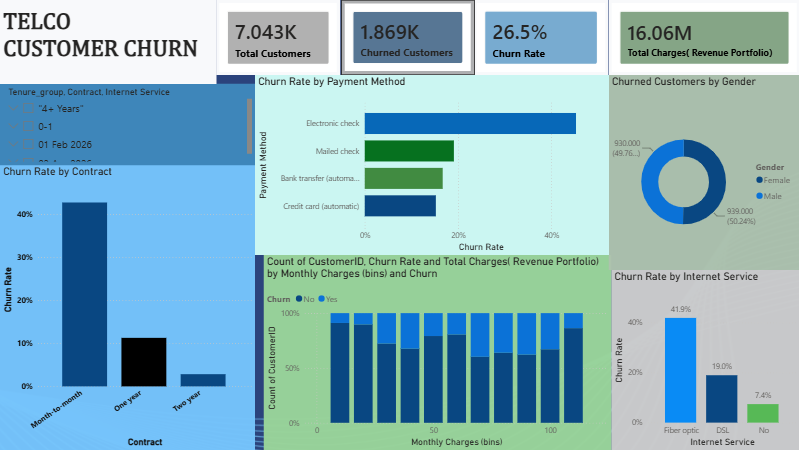 TELCO
CUSTOMER CHURN
7.043K
Total Customers
1.869K
Churned Customers
26.5%
Churn Rate
16.06M
Total Charges( Revenue Portfolio)
Tenure_group, Contract, Internet Service
"4+ Years"
0-1
01 Feb 2026
Churn Rate by Contract
Churn Rate
40%
30%
20%
10%
0%
Month-to-month
One year
Two year
Contract
Churn Rate by Payment Method
Payment Method
Electronic check
Mailed check
Bank transfer (automa...
Credit card (automatic)
0%
20%
40%
Churn Rate
Count of CustomerID, Churn Rate and Total Charges( Revenue Portfolio)
by Monthly Charges (bins) and Churn
Churn
No
Yes
Count of CustomerID
100%
50%
0%
0
50
100
Monthly Charges (bins)
Churned Customers by Gender
930.000
(49.76...)
939.000
(50.24%)
Gender
Female
Male
Churn Rate by Internet Service
Churn Rate
40%
20%
0%
41.9%
19.0%
7.4%
Fiber optic
DSL
No
Internet Service